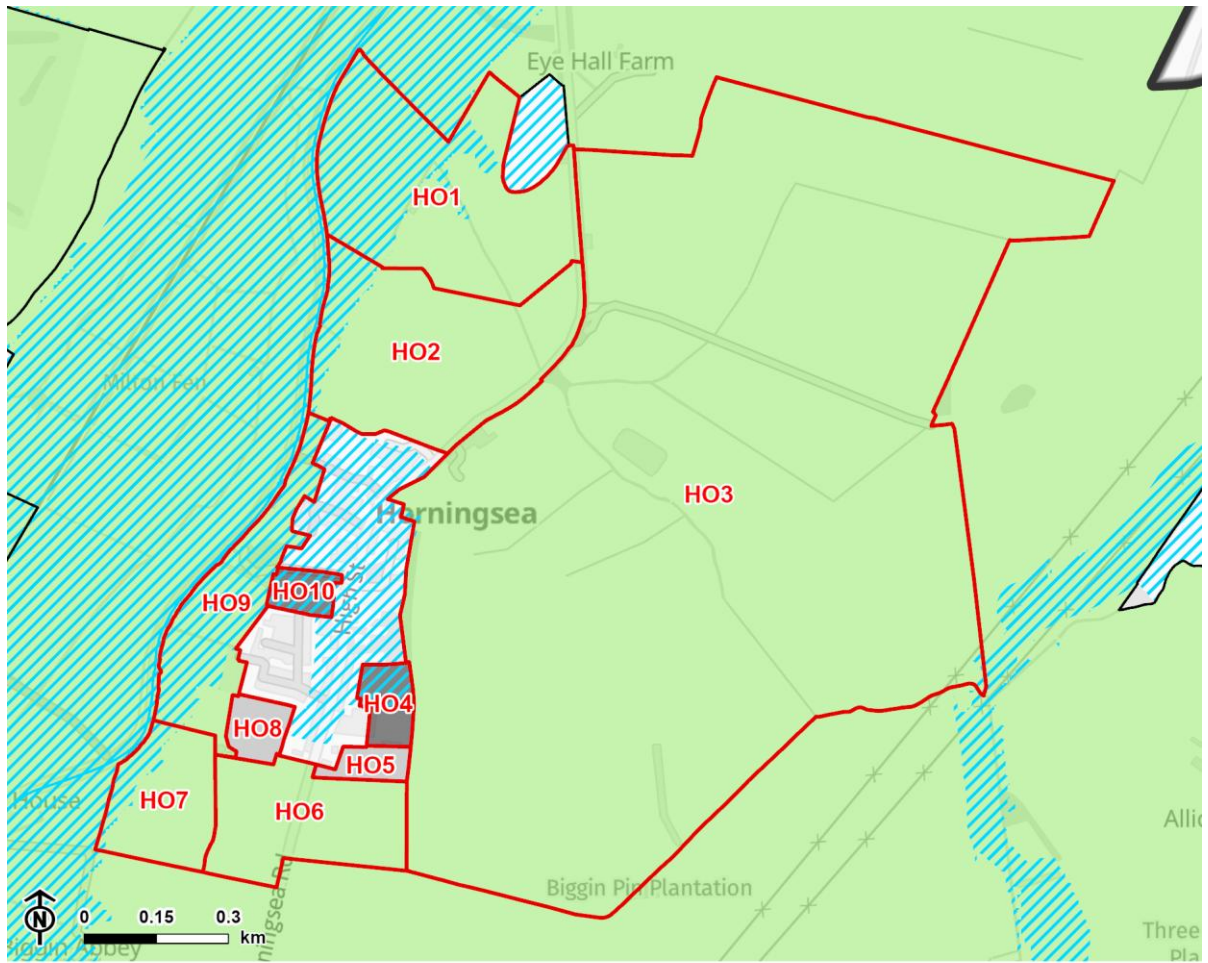 Eye Hall Farm
HO1
HO2
Milton Fen
HO3
Horningsea
HO10
HO9
High St
HO4
HO8
HO5
House
HO7
HO6
Allic
Biggin Pin Plantation
ningsea Rd
N
0 0.15 0.3
km
Biggin Abbey
Three
Pla